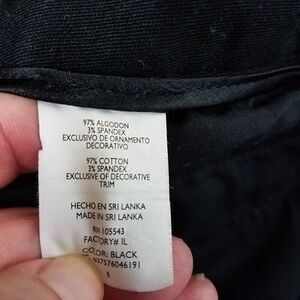 97% ALGODON
3% SPANDEX
EXCLUSIVO DE ORNAMENTO
DECORATIVO
97% COTTON
3% SPANDEX
EXCLUSIVE OF DECORATIVE
TRIM
HECHO EN SRI LANKA
MADE IN SRI LANKA
RN 105543
FACTORY# IL
COLOR: BLACK
827576046191
8